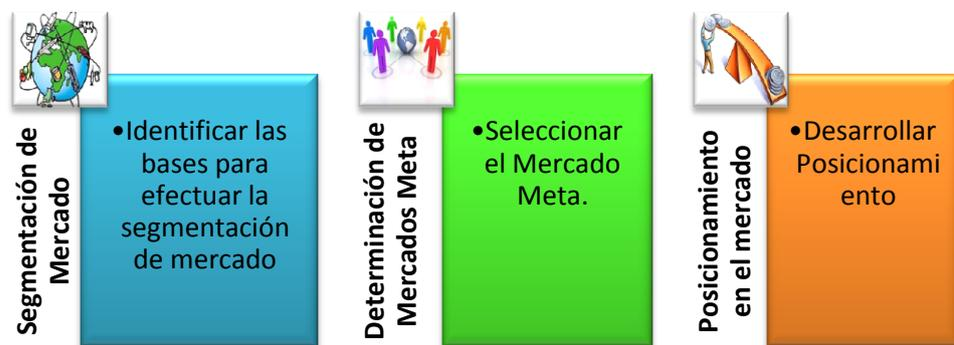 Segmentación de
Mercado
•Identificar las
bases para
efectuar la
segmentación
de mercado
Determinación de
Mercados Meta
•Seleccionar
el Mercado
Meta.
Posicionamiento
en el mercado
•Desarrollar
Posicionami
ento